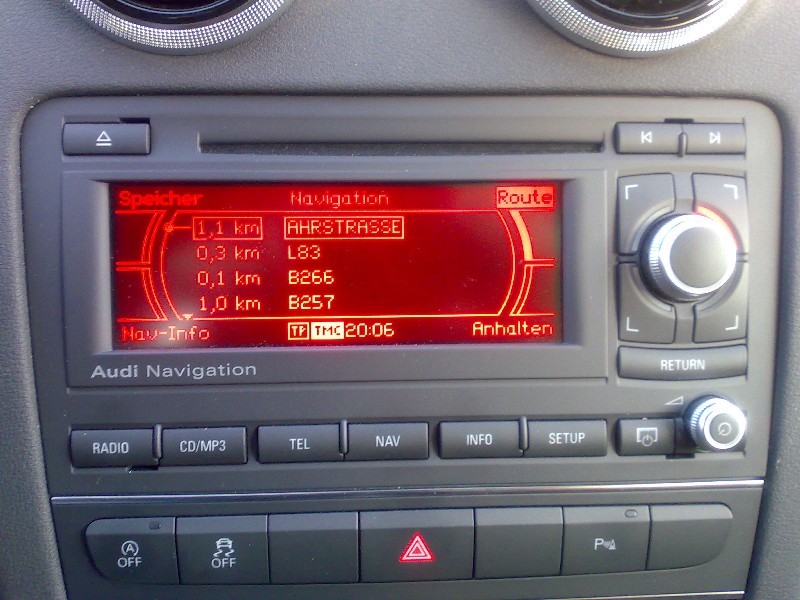 Speicher Navigation Route
1,1 km AHRSTRASSE
0,3 km L83
0,1 km B266
1,0 km B257
Nav-Info TP TMC 20:06 Anhalten
Audi Navigation
RETURN
RADIO CD/MP3 TEL NAV INFO SETUP
A OFF OFF P